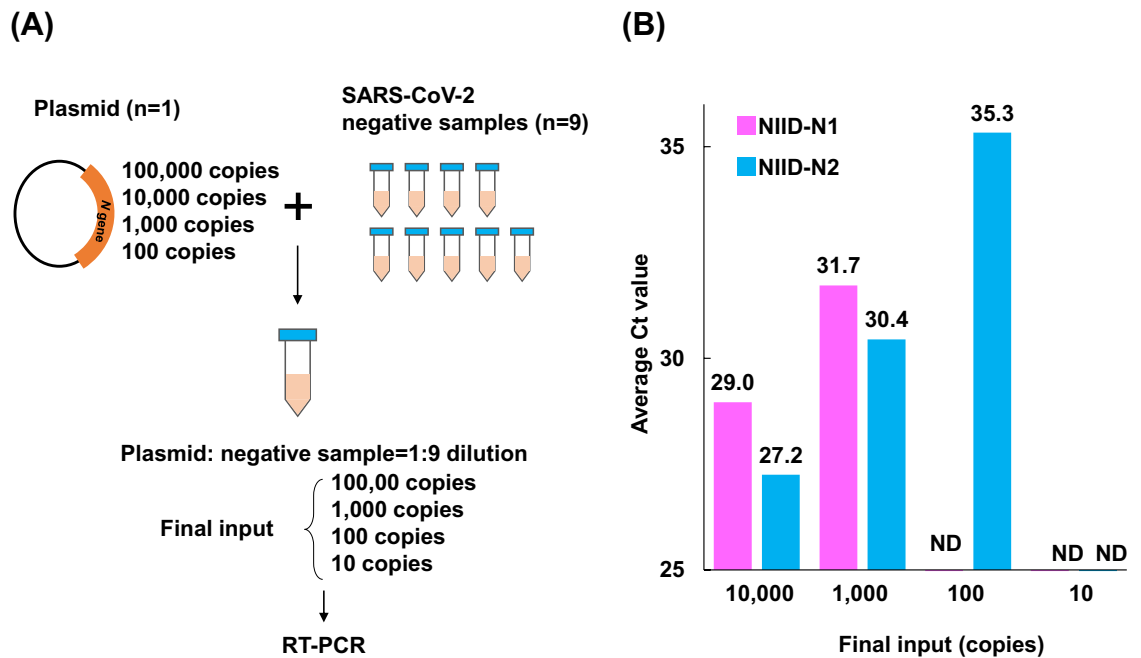 (A)
Plasmid (n=1)
SARS-CoV-2
negative samples (n=9)
N gene
100,000 copies
10,000 copies
1,000 copies
100 copies
+
Plasmid: negative sample=1:9 dilution
Final input
100,00 copies
1,000 copies
100 copies
10 copies
RT-PCR
(B)
NIID-N1
NIID-N2
Average Ct value
35
30
25
29.0
27.2
31.7
30.4
ND
35.3
ND
ND
10,000
1,000
100
10
Final input (copies)